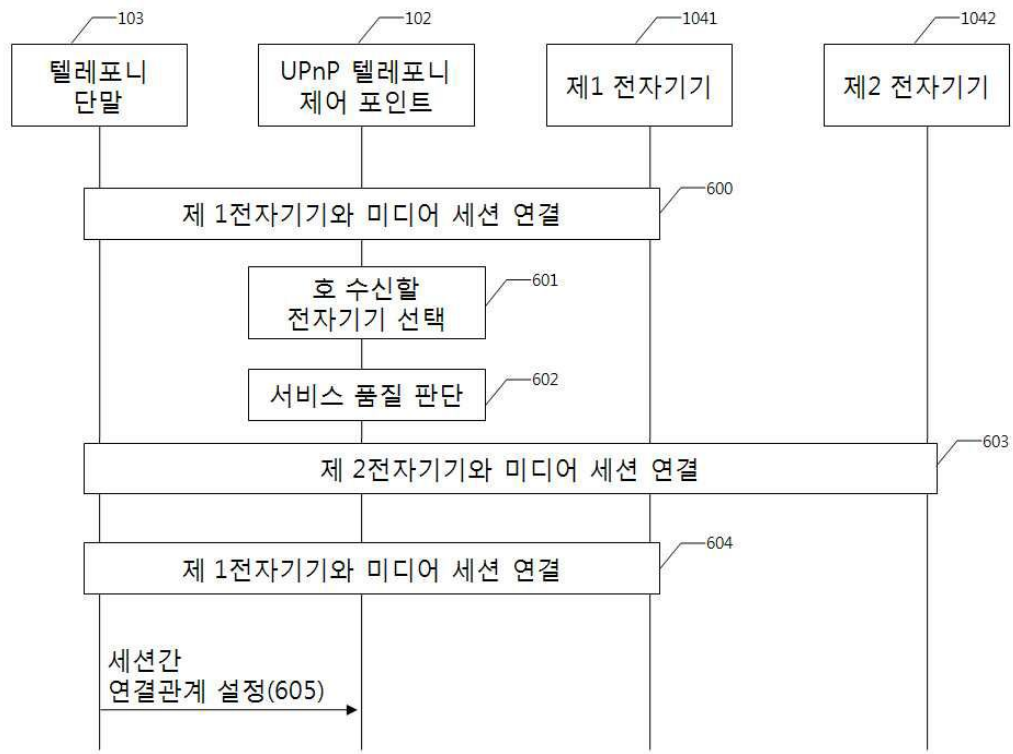 103
102
1041
1042
텔레포니
단말
UPnP 텔레포니
제어 포인트
제1 전자기기
제2 전자기기
600
제 1전자기기와 미디어 세션 연결
601
호 수신할
전자기기 선택
602
서비스 품질 판단
603
제 2전자기기와 미디어 세션 연결
604
제 1전자기기와 미디어 세션 연결
세션간
연결관계 설정(605)